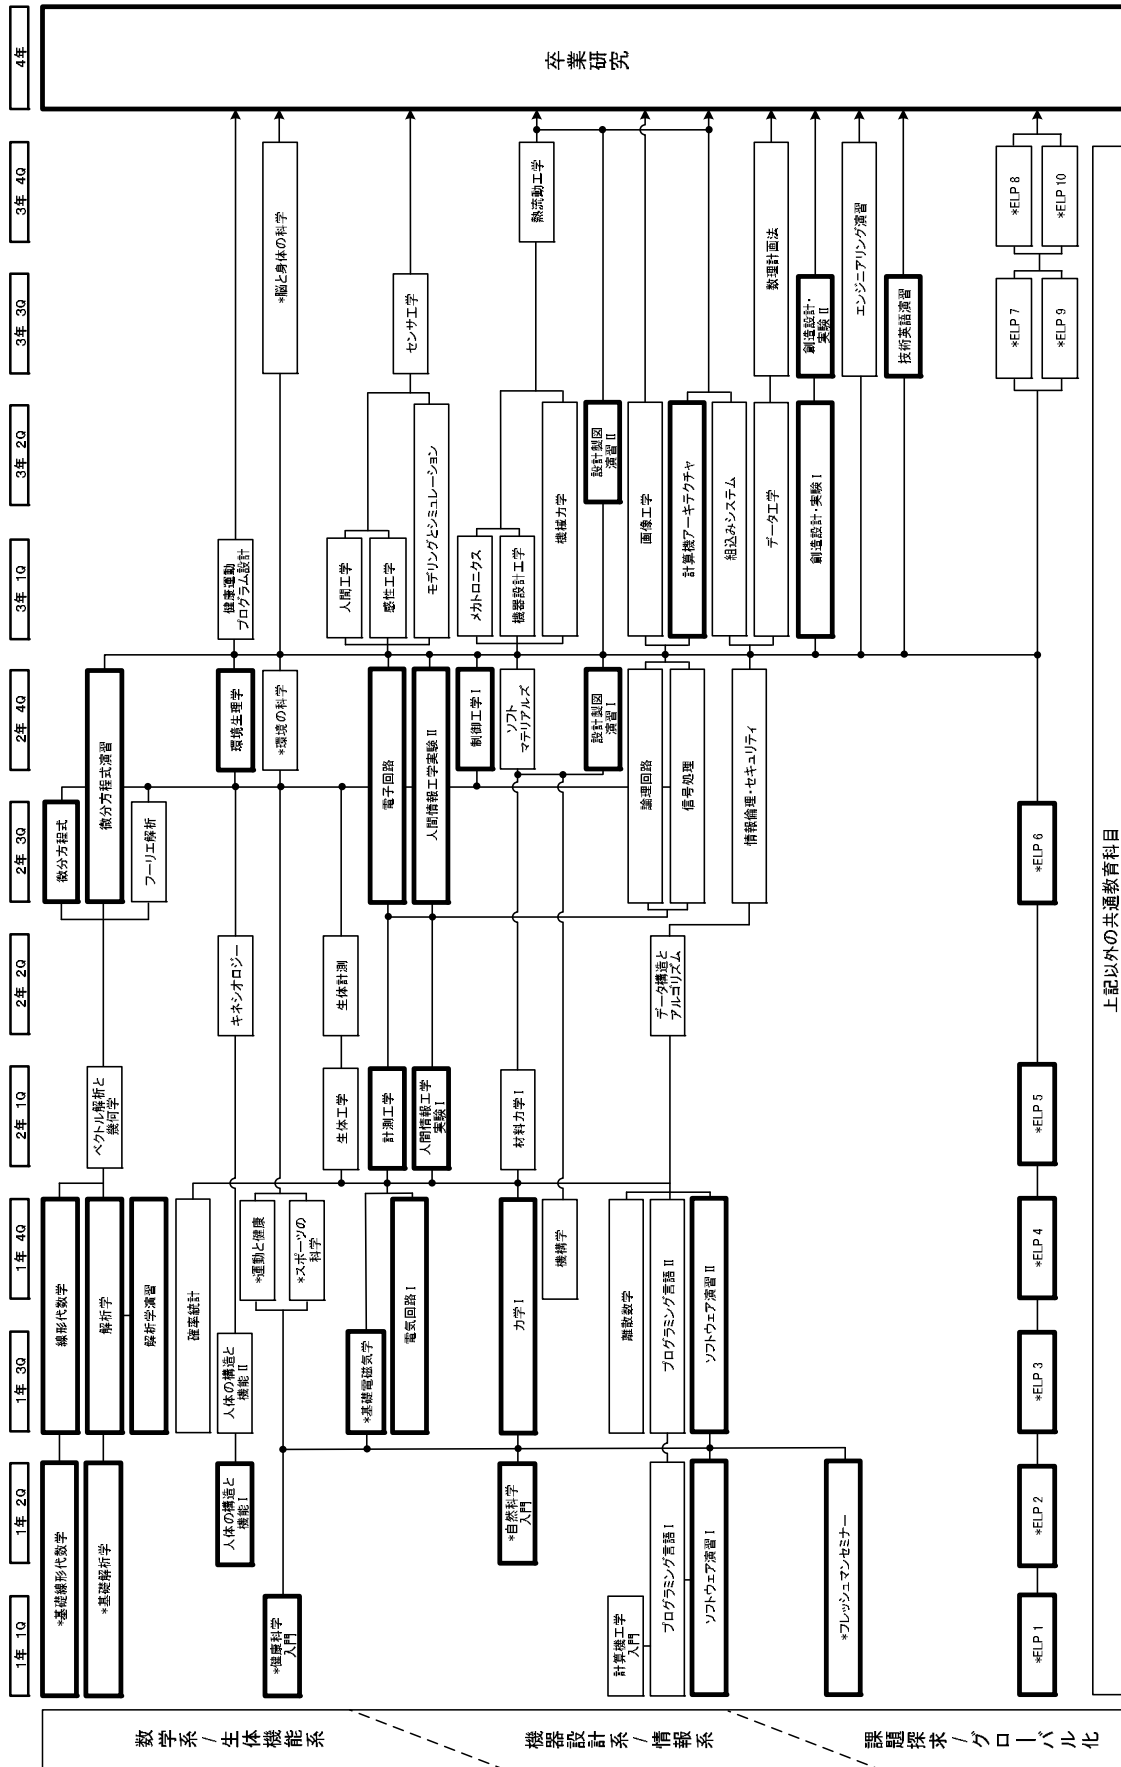 1年 1Q
1年 2Q
1年 3Q
1年 4Q
2年 1Q
2年 2Q
2年 3Q
2年 4Q
3年 1Q
3年 2Q
3年 3Q
3年 4Q
4年
数学系/生体機能系
*基礎線形代数学
線形代数学
*基礎解析学
解析学
解析学演習
ベクトル解析と
幾何学
微分方程式
微分方程式演習
フーリエ解析
確率統計
人体の構造と
機能 I
人体の構造と
機能 II
キネシオロジー
環境生理学
健康運動
プログラム設計
*健康科学
入門
*運動と健康
*スポーツの
科学
*環境の科学
*脳と身体の科学
生体工学
生体計測
人間工学
感性工学
モデリングとシミュレーション
センサ工学
*基礎電磁気学
電気回路 I
計測工学
人間情報工学
実験 I
電子回路
人間情報工学実験 II
機器設計系/情報系
*自然科学
入門
力学 I
機構学
材料力学 I
制御工学 I
ソフト
マテリアルズ
設計製図
演習 I
メカトロニクス
機器設計工学
機械力学
設計製図
演習 II
熱流動工学
計算機工学
入門
プログラミング言語 I
ソフトウェア演習 I
離散数学
プログラミング言語 II
ソフトウェア演習 II
データ構造と
アルゴリズム
論理回路
信号処理
情報倫理・セキュリティ
画像工学
計算機アーキテクチャ
組込みシステム
データ工学
数理計画法
課題探求/グローバル化
*フレッシュマンセミナー
創造設計・実験 I
創造設計・
実験 II
エンジニアリング演習
技術英語演習
*ELP 1
*ELP 2
*ELP 3
*ELP 4
*ELP 5
*ELP 6
*ELP 7
*ELP 8
*ELP 9
*ELP 10
上記以外の共通教育科目
卒業研究